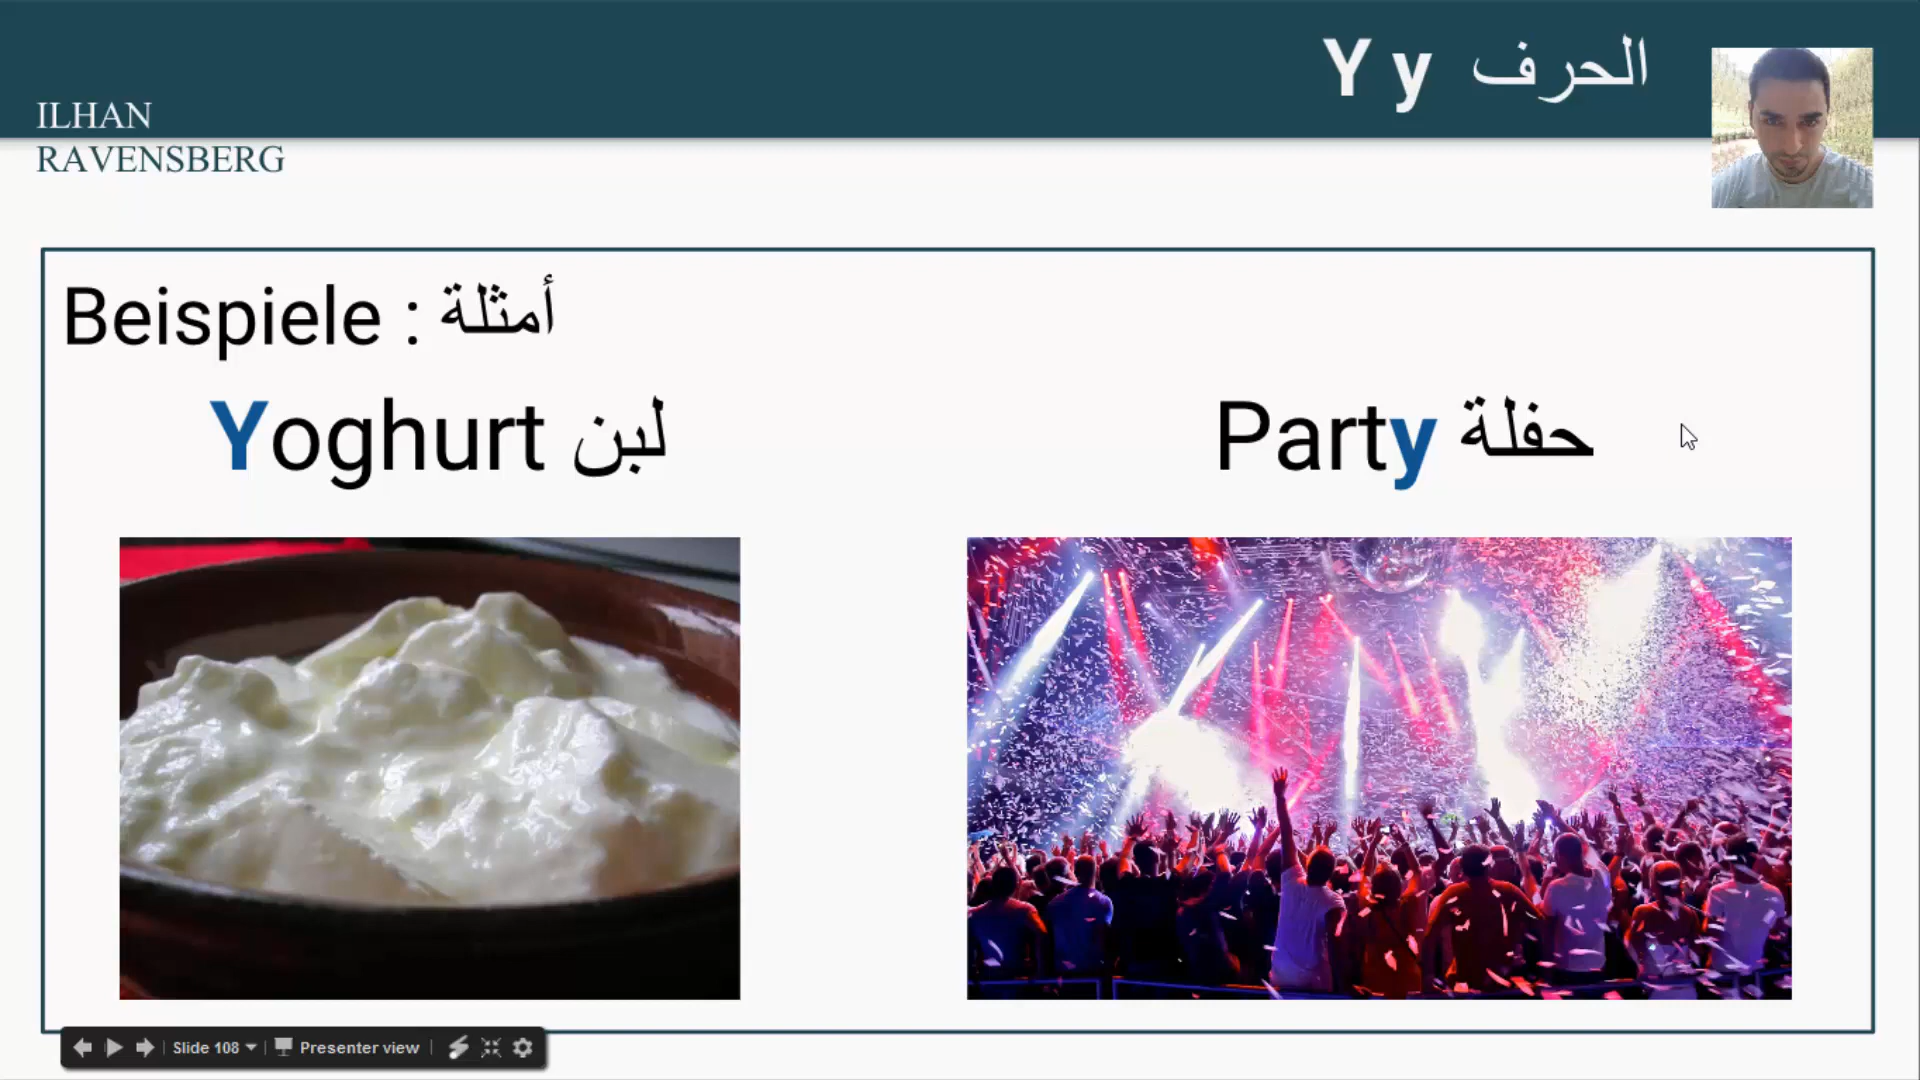 Y y الحرف
ILHAN
RAVENSBERG
Beispiele : أمثلة
Yoghurt لبن
Party حفلة
Slide 108
Presenter view